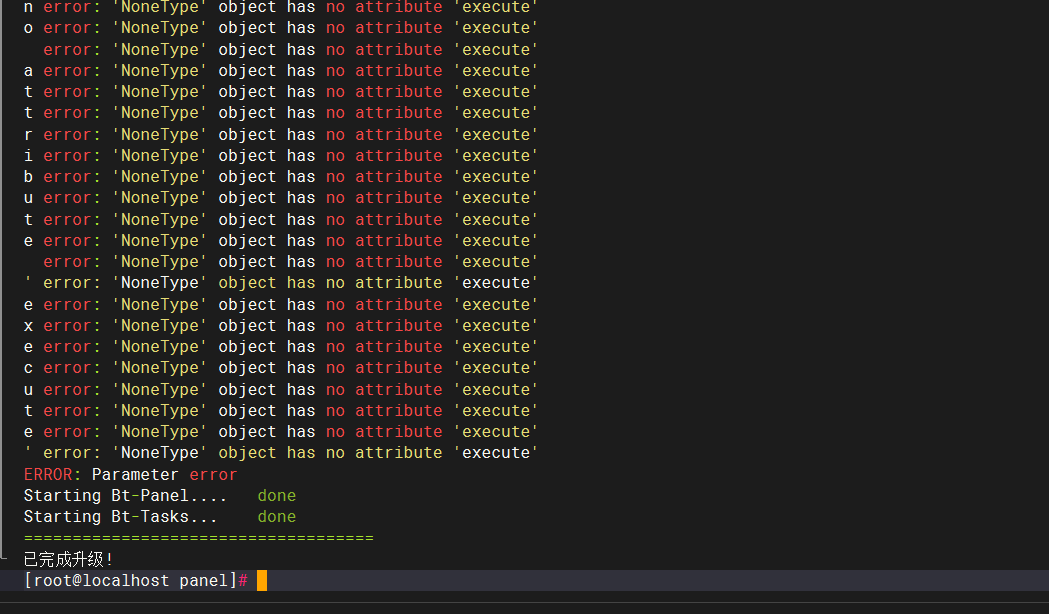 n error: 'NoneType' object has no attribute 'execute'
o error: 'NoneType' object has no attribute 'execute'
error: 'NoneType' object has no attribute 'execute'
a error: 'NoneType' object has no attribute 'execute'
t error: 'NoneType' object has no attribute 'execute'
t error: 'NoneType' object has no attribute 'execute'
r error: 'NoneType' object has no attribute 'execute'
i error: 'NoneType' object has no attribute 'execute'
b error: 'NoneType' object has no attribute 'execute'
u error: 'NoneType' object has no attribute 'execute'
t error: 'NoneType' object has no attribute 'execute'
e error: 'NoneType' object has no attribute 'execute'
error: 'NoneType' object has no attribute 'execute'
' error: 'NoneType' object has no attribute 'execute'
e error: 'NoneType' object has no attribute 'execute'
x error: 'NoneType' object has no attribute 'execute'
e error: 'NoneType' object has no attribute 'execute'
c error: 'NoneType' object has no attribute 'execute'
u error: 'NoneType' object has no attribute 'execute'
t error: 'NoneType' object has no attribute 'execute'
e error: 'NoneType' object has no attribute 'execute'
' error: 'NoneType' object has no attribute 'execute'
ERROR: Parameter error
Starting Bt-Panel.... done
Starting Bt-Tasks... done
====================================
已完成升级!
[root@localhost panel]#